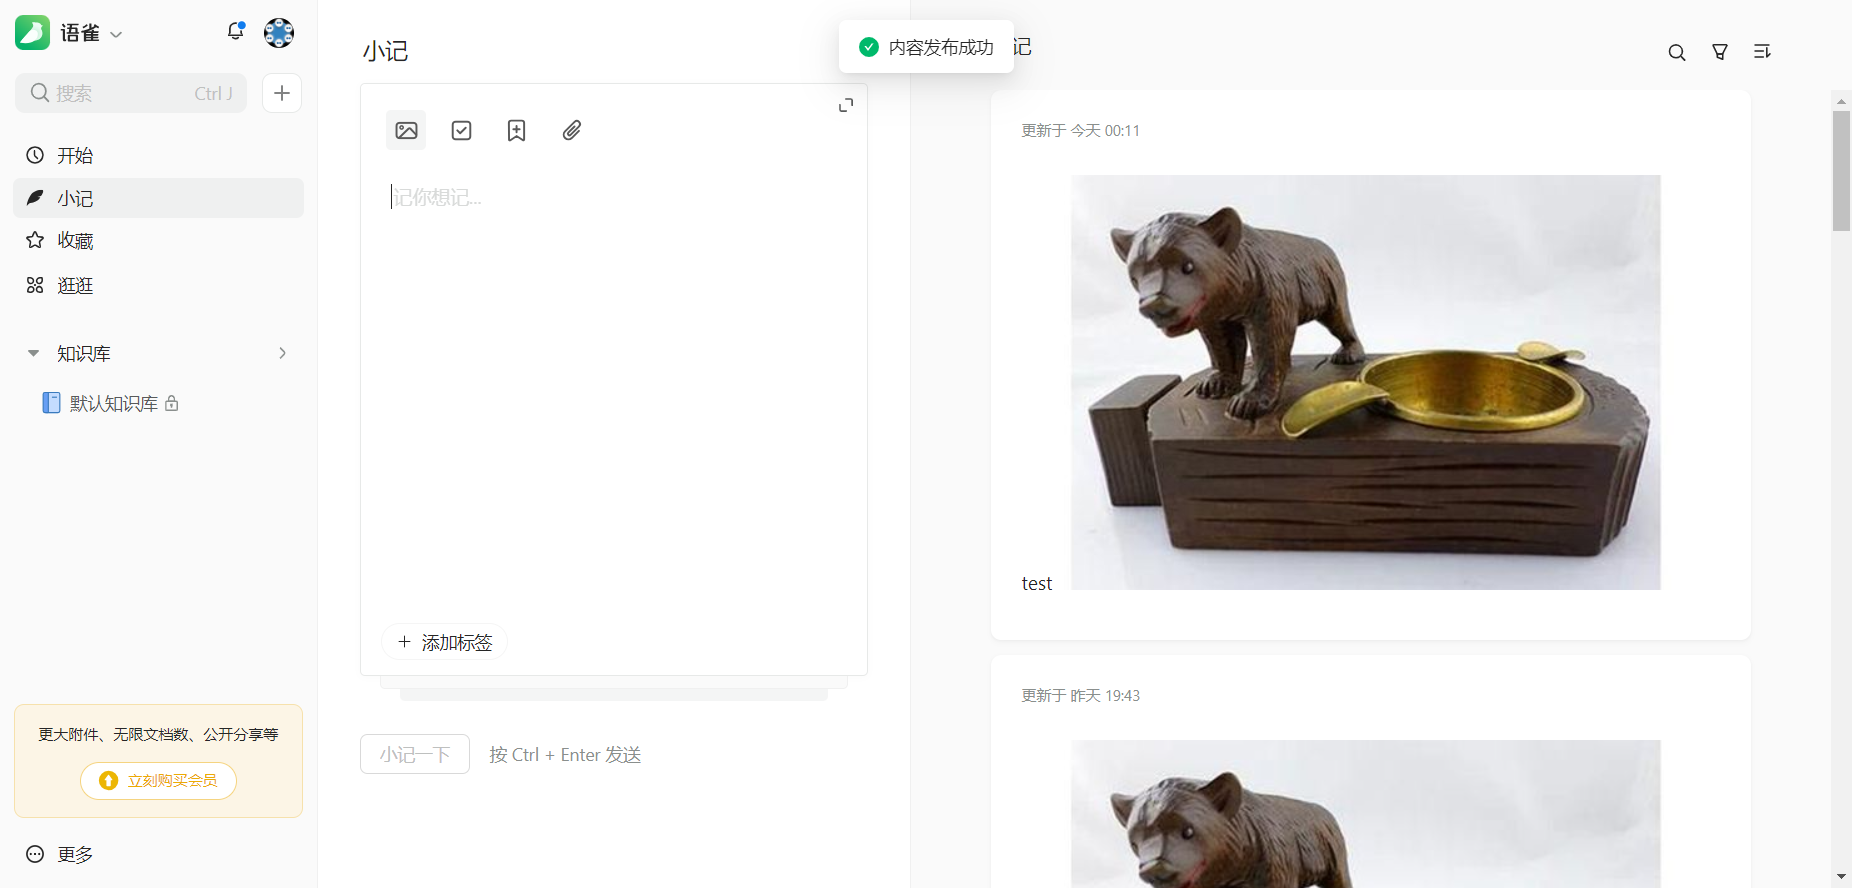 语雀
搜索 Ctrl J
开始
小记
收藏
逛逛
知识库
默认知识库
更大附件、无限文档数、公开分享等
立刻购买会员
更多
小记
记你想记...
添加标签
小记一下 按 Ctrl + Enter 发送
内容发布成功
记
更新于 今天 00:11
test
更新于 昨天 19:43